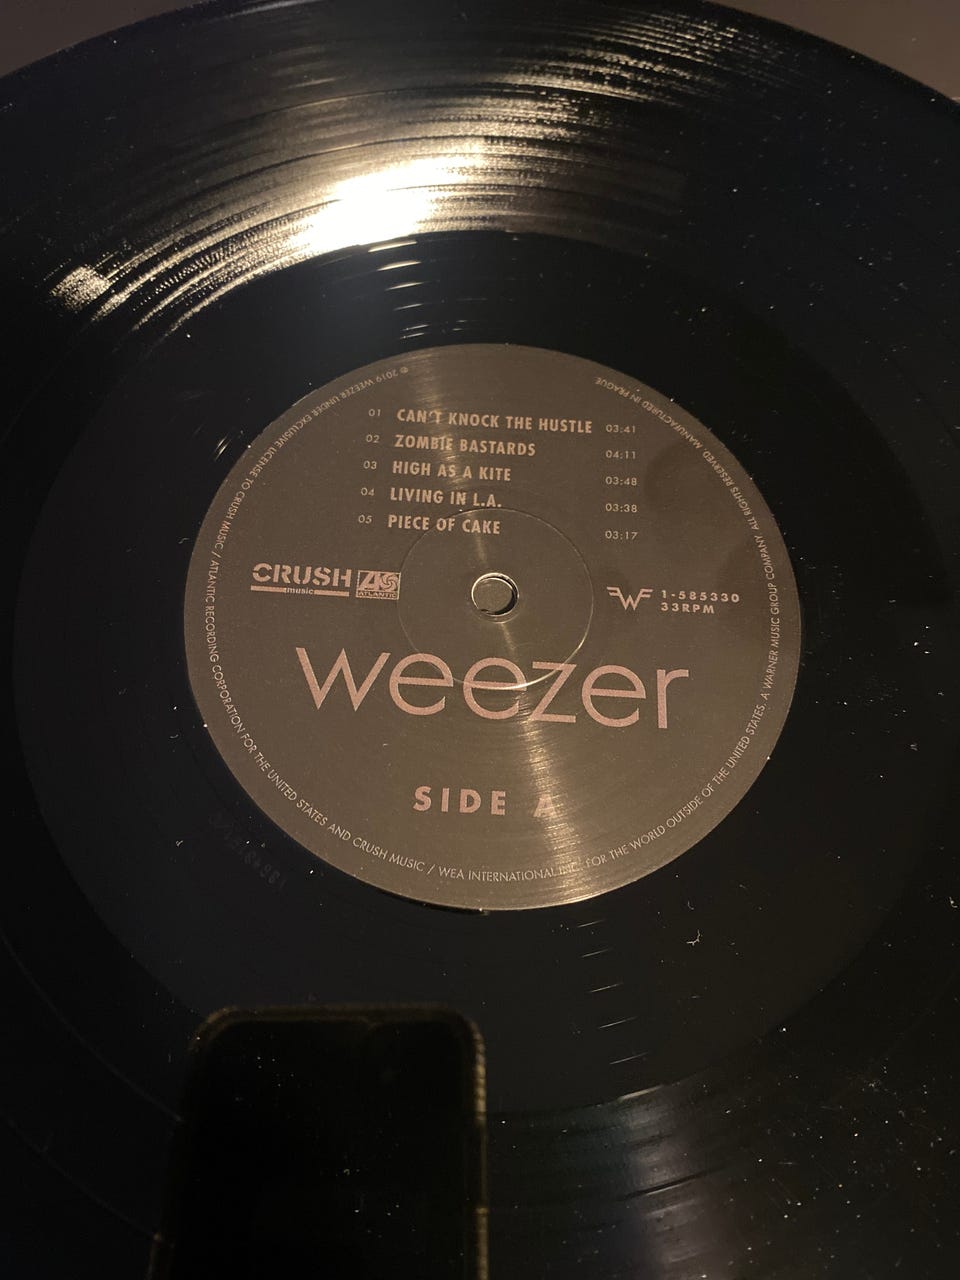 01 CAN'T KNOCK THE HUSTLE 03:41
02 ZOMBIE BASTARDS 04:11
03 HIGH AS A KITE 03:48
04 LIVING IN L.A. 03:38
05 PIECE OF CAKE 03:17
CRUSH
music
ATLANTIC
W 1-585330
33RPM
weezer
SIDE A
℗ 2019 WEEZER UNDER EXCLUSIVE LICENSE TO CRUSH MUSIC / ATLANTIC RECORDING CORPORATION FOR THE UNITED STATES AND CRUSH MUSIC / WEA INTERNATIONAL INC. FOR THE WORLD OUTSIDE OF THE UNITED STATES. A WARNER MUSIC GROUP COMPANY. ALL RIGHTS RESERVED. MANUFACTURED IN PRAGUE